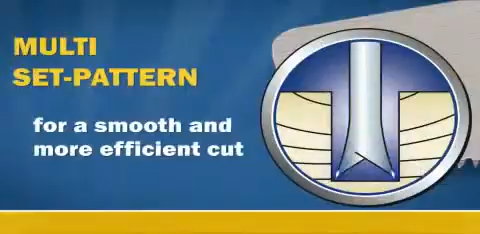 MULTI
SET-PATTERN
for a smooth and
more efficient cut